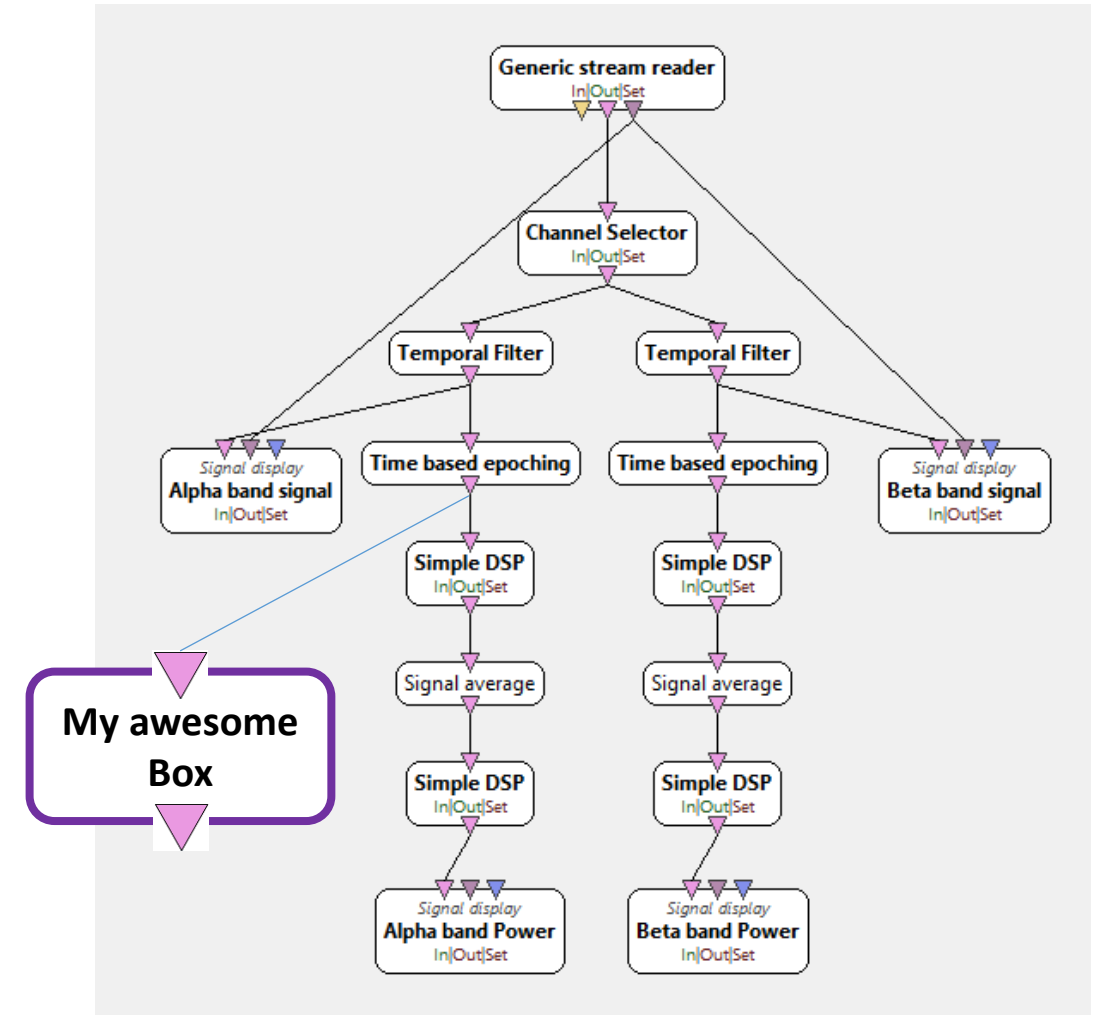 Generic stream reader
In|Out|Set
Channel Selector
In|Out|Set
Temporal Filter
Temporal Filter
Signal display
Alpha band signal
In|Out|Set
Time based epoching
Time based epoching
Signal display
Beta band signal
In|Out|Set
Simple DSP
In|Out|Set
Simple DSP
In|Out|Set
My awesome
Box
Signal average
Signal average
Simple DSP
In|Out|Set
Simple DSP
In|Out|Set
Signal display
Alpha band Power
In|Out|Set
Signal display
Beta band Power
In|Out|Set